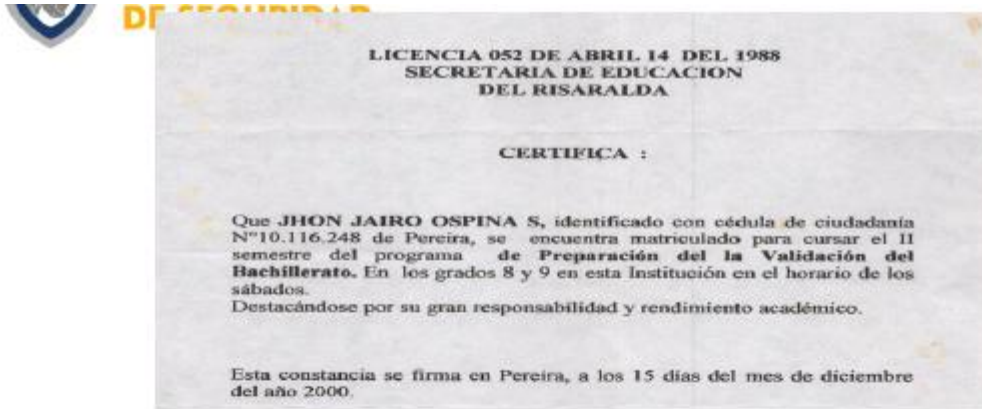 DE SEGURIDAD
LICENCIA 052 DE ABRIL 14 DEL 1988
SECRETARIA DE EDUCACION
DEL RISARALDA
CERTIFICA :
Que JHON JAIRO OSPINA S, identificado con cédula de ciudadanía
N°10.116.248 de Pereira, se encuentra matriculado para cursar el II
semestre del programa de Preparación del la Validación del
Bachillerato. En los grados 8 y 9 en esta Institución en el horario de los
sábados.
Destacándose por su gran responsabilidad y rendimiento académico.
Esta constancia se firma en Pereira, a los 15 días del mes de diciembre
del año 2000.